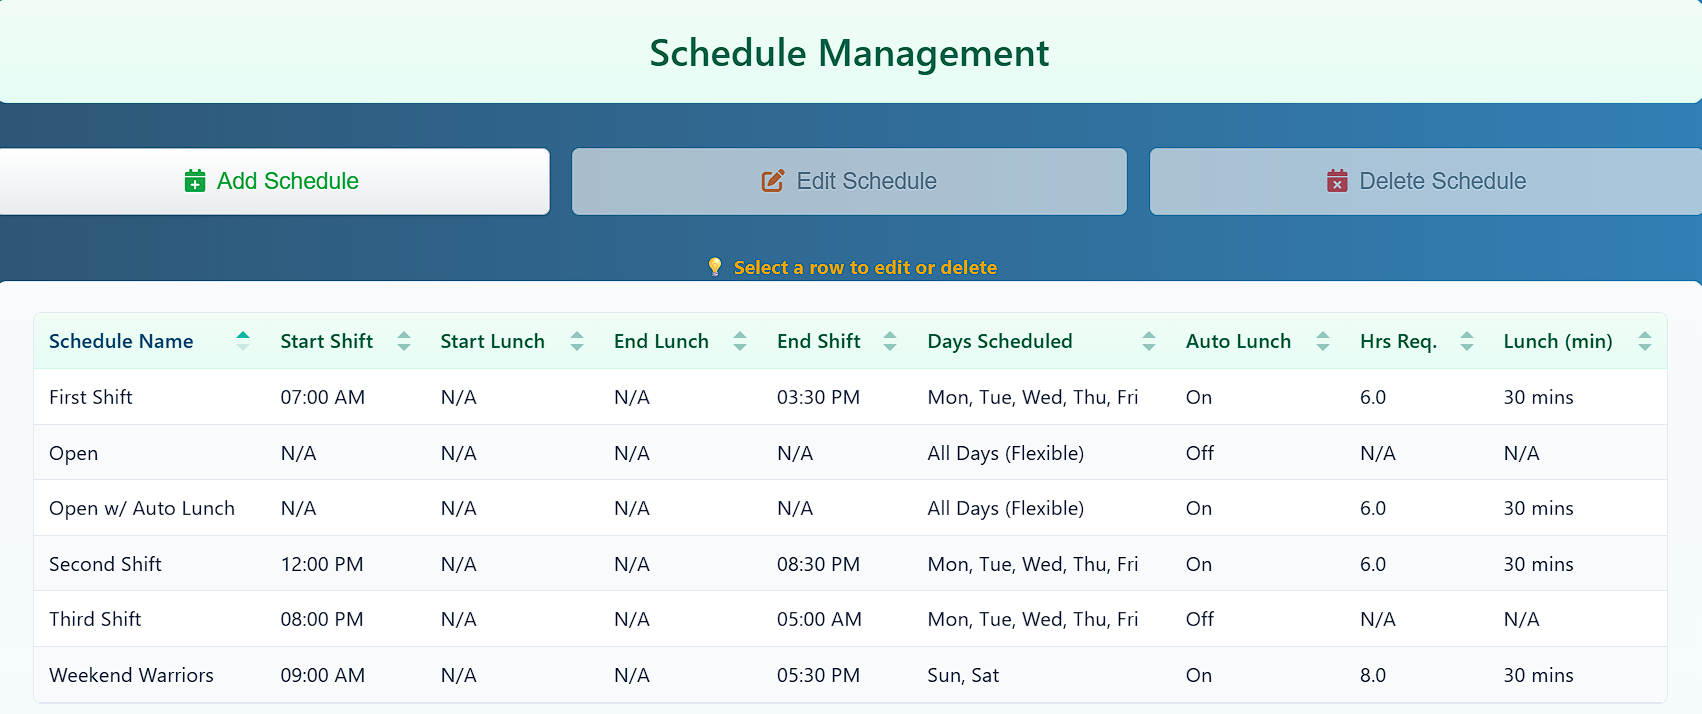 Schedule Management
Add Schedule Edit Schedule Delete Schedule
💡 Select a row to edit or delete
Schedule Name Start Shift Start Lunch End Lunch End Shift Days Scheduled Auto Lunch Hrs Req. Lunch (min)
First Shift 07:00 AM N/A N/A 03:30 PM Mon, Tue, Wed, Thu, Fri On 6.0 30 mins
Open N/A N/A N/A N/A All Days (Flexible) Off N/A N/A
Open w/ Auto Lunch N/A N/A N/A N/A All Days (Flexible) On 6.0 30 mins
Second Shift 12:00 PM N/A N/A 08:30 PM Mon, Tue, Wed, Thu, Fri On 6.0 30 mins
Third Shift 08:00 PM N/A N/A 05:00 AM Mon, Tue, Wed, Thu, Fri Off N/A N/A
Weekend Warriors 09:00 AM N/A N/A 05:30 PM Sun, Sat On 8.0 30 mins